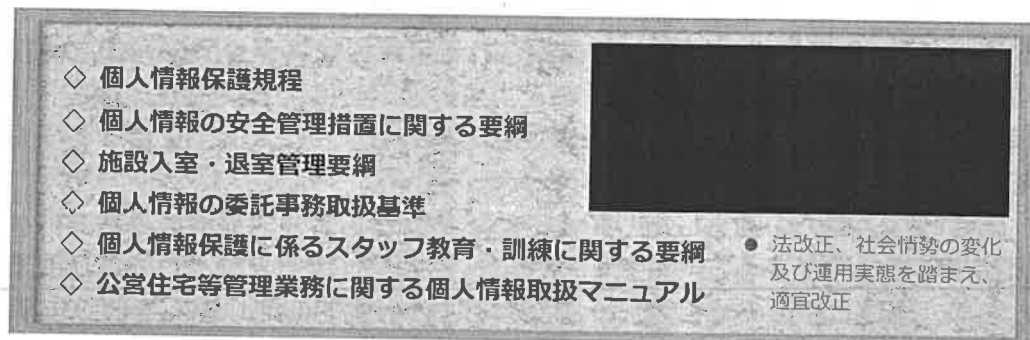 ◇ 個人情報保護規程
◇ 個人情報の安全管理措置に関する要綱
◇ 施設入室・退室管理要綱
◇ 個人情報の委託事務取扱基準
◇ 個人情報保護に係るスタッフ教育・訓練に関する要綱
◇ 公営住宅等管理業務に関する個人情報取扱マニュアル
● 法改正、社会情勢の変化
及び運用実態を踏まえ、
適宜改正